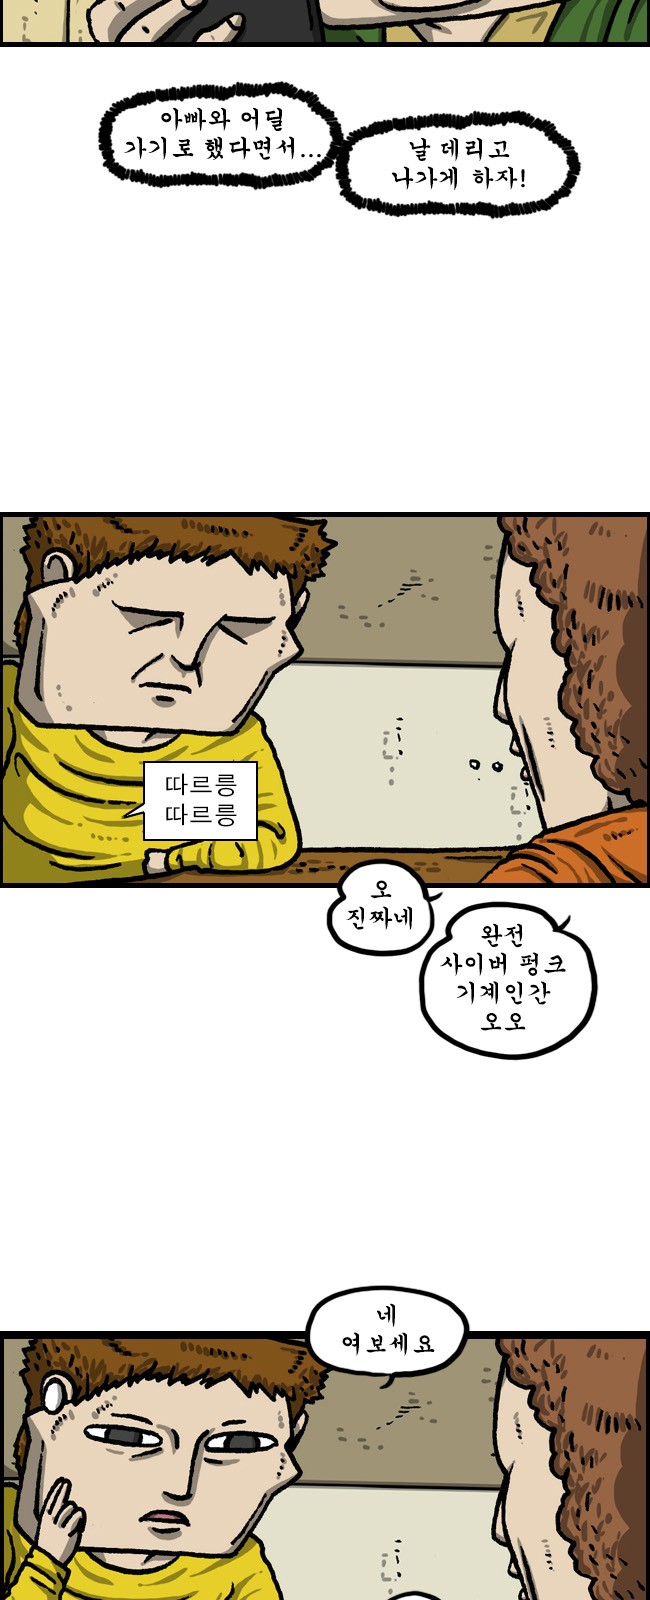 아빠와 어딜
가기로 했다면서...
날 데리고
나가게 하자!
따르릉
따르릉
오
진짜네
완전
사이버 펑크
기계인간
오오
네
여보세요